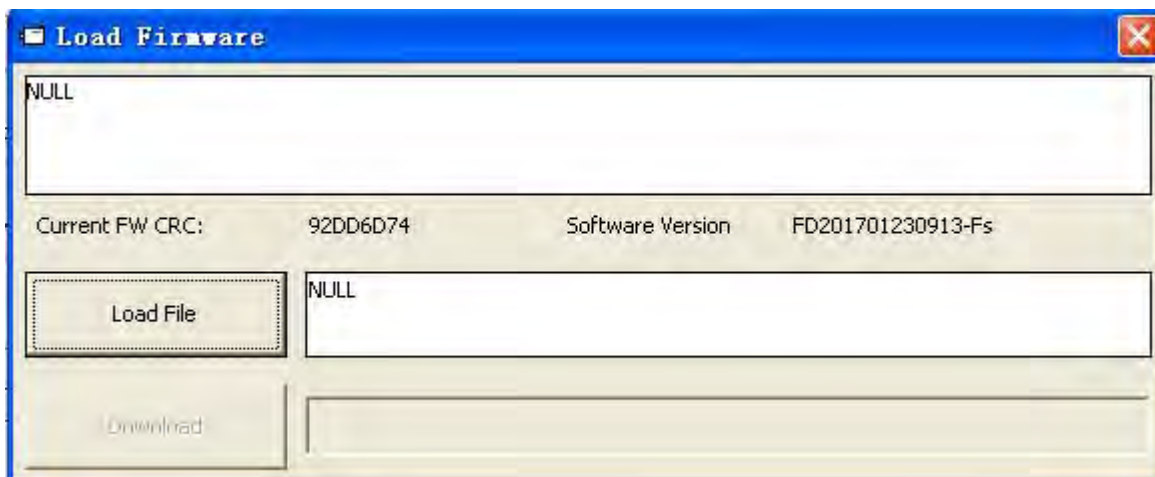 Load Firmware
NULL
Current FW CRC: 92DD6D74 Software Version FD201701230913-Fs
Load File NULL
Download